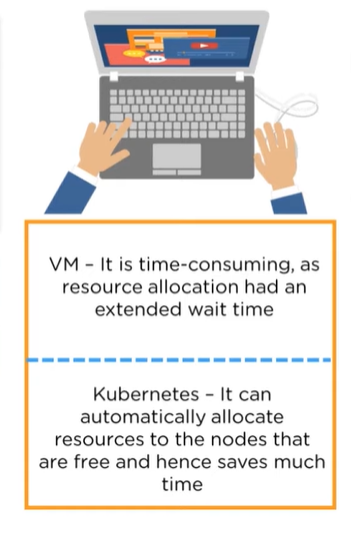 VM – It is time-consuming, as
resource allocation had an
extended wait time
Kubernetes – It can
automatically allocate
resources to the nodes that
are free and hence saves much
time